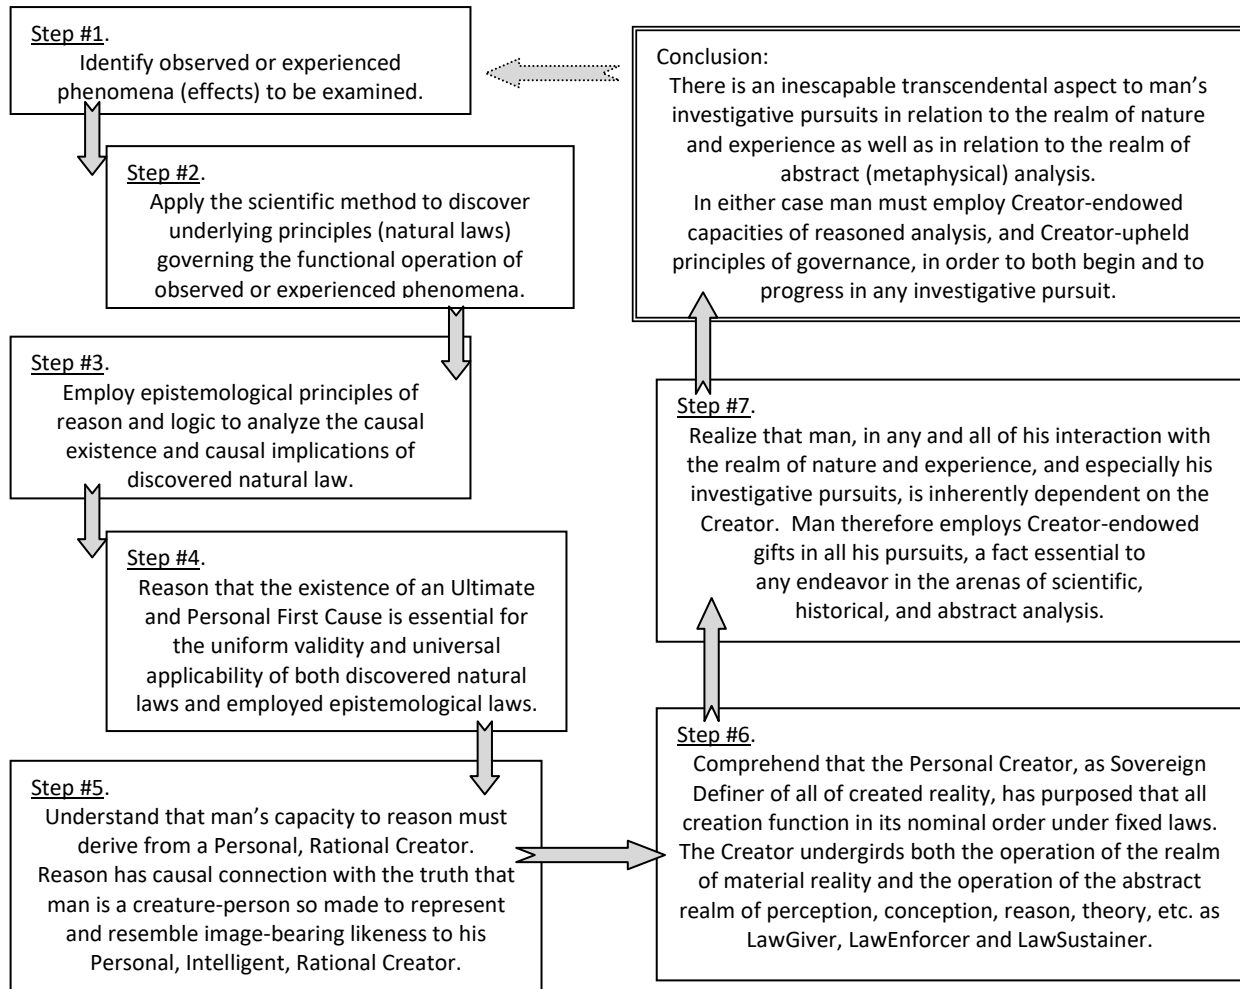 Step #1.
Identify observed or experienced
phenomena (effects) to be examined.
Step #2.
Apply the scientific method to discover
underlying principles (natural laws)
governing the functional operation of
observed or experienced phenomena.
Step #3.
Employ epistemological principles of
reason and logic to analyze the causal
existence and causal implications of
discovered natural law.
Step #4.
Reason that the existence of an Ultimate
and Personal First Cause is essential for
the uniform validity and universal
applicability of both discovered natural
laws and employed epistemological laws.
Step #5.
Understand that man’s capacity to reason must
derive from a Personal, Rational Creator.
Reason has causal connection with the truth that
man is a creature-person so made to represent
and resemble image-bearing likeness to his
Personal, Intelligent, Rational Creator.
Step #6.
Comprehend that the Personal Creator, as Sovereign
Definer of all of created reality, has purposed that all
creation function in its nominal order under fixed laws.
The Creator undergirds both the operation of the realm
of material reality and the operation of the abstract
realm of perception, conception, reason, theory, etc. as
LawGiver, LawEnforcer and LawSustainer.
Step #7.
Realize that man, in any and all of his interaction with
the realm of nature and experience, and especially his
investigative pursuits, is inherently dependent on the
Creator.  Man therefore employs Creator-endowed
gifts in all his pursuits, a fact essential to
any endeavor in the arenas of scientific,
historical, and abstract analysis.
Conclusion:
There is an inescapable transcendental aspect to man’s
investigative pursuits in relation to the realm of nature
and experience as well as in relation to the realm of
abstract (metaphysical) analysis.
In either case man must employ Creator-endowed
capacities of reasoned analysis, and Creator-upheld
principles of governance, in order to both begin and to
progress in any investigative pursuit.